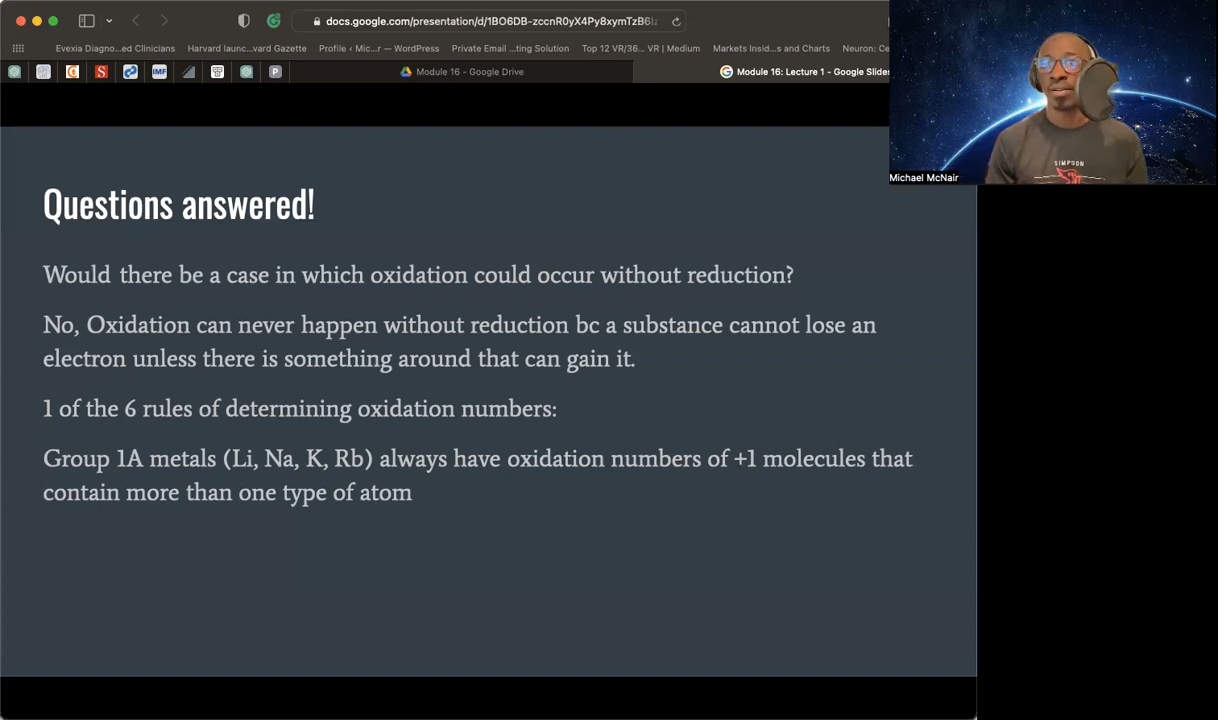 docs.google.com/presentation/d/1BO6DB-zccnR0yX4Py8xymTzB6l
Evexia Diagno...ed Clinicians Harvard launc...vard Gazette Profile ‹ Mic...r — WordPress Private Email ...ting Solution Top 12 VR/36... VR | Medium Markets Insid...s and Charts Neuron: Ce
S IMF P Module 16 - Google Drive Module 16: Lecture 1 - Google Slides
SIMPSON
Michael McNair
Questions answered!
Would there be a case in which oxidation could occur without reduction?
No, Oxidation can never happen without reduction bc a substance cannot lose an
electron unless there is something around that can gain it.
1 of the 6 rules of determining oxidation numbers:
Group 1A metals (Li, Na, K, Rb) always have oxidation numbers of +1 molecules that
contain more than one type of atom